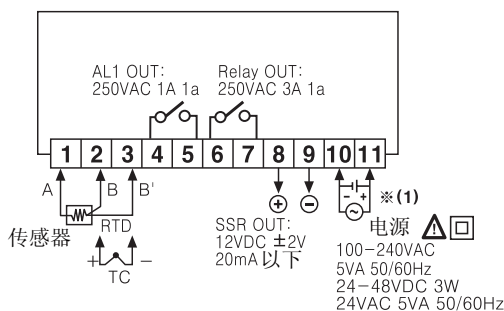 AL1 OUT:
250VAC 1A 1a
Relay OUT:
250VAC 3A 1a
1 2 3 4 5 6 7 8 9 10 11
A B B'
+ −
− +
※(1)
传感器
RTD
+ −
TC
SSR OUT:
12VDC ±2V
20mA 以下
电源
100-240VAC
5VA 50/60Hz
24-48VDC 3W
24VAC 5VA 50/60Hz